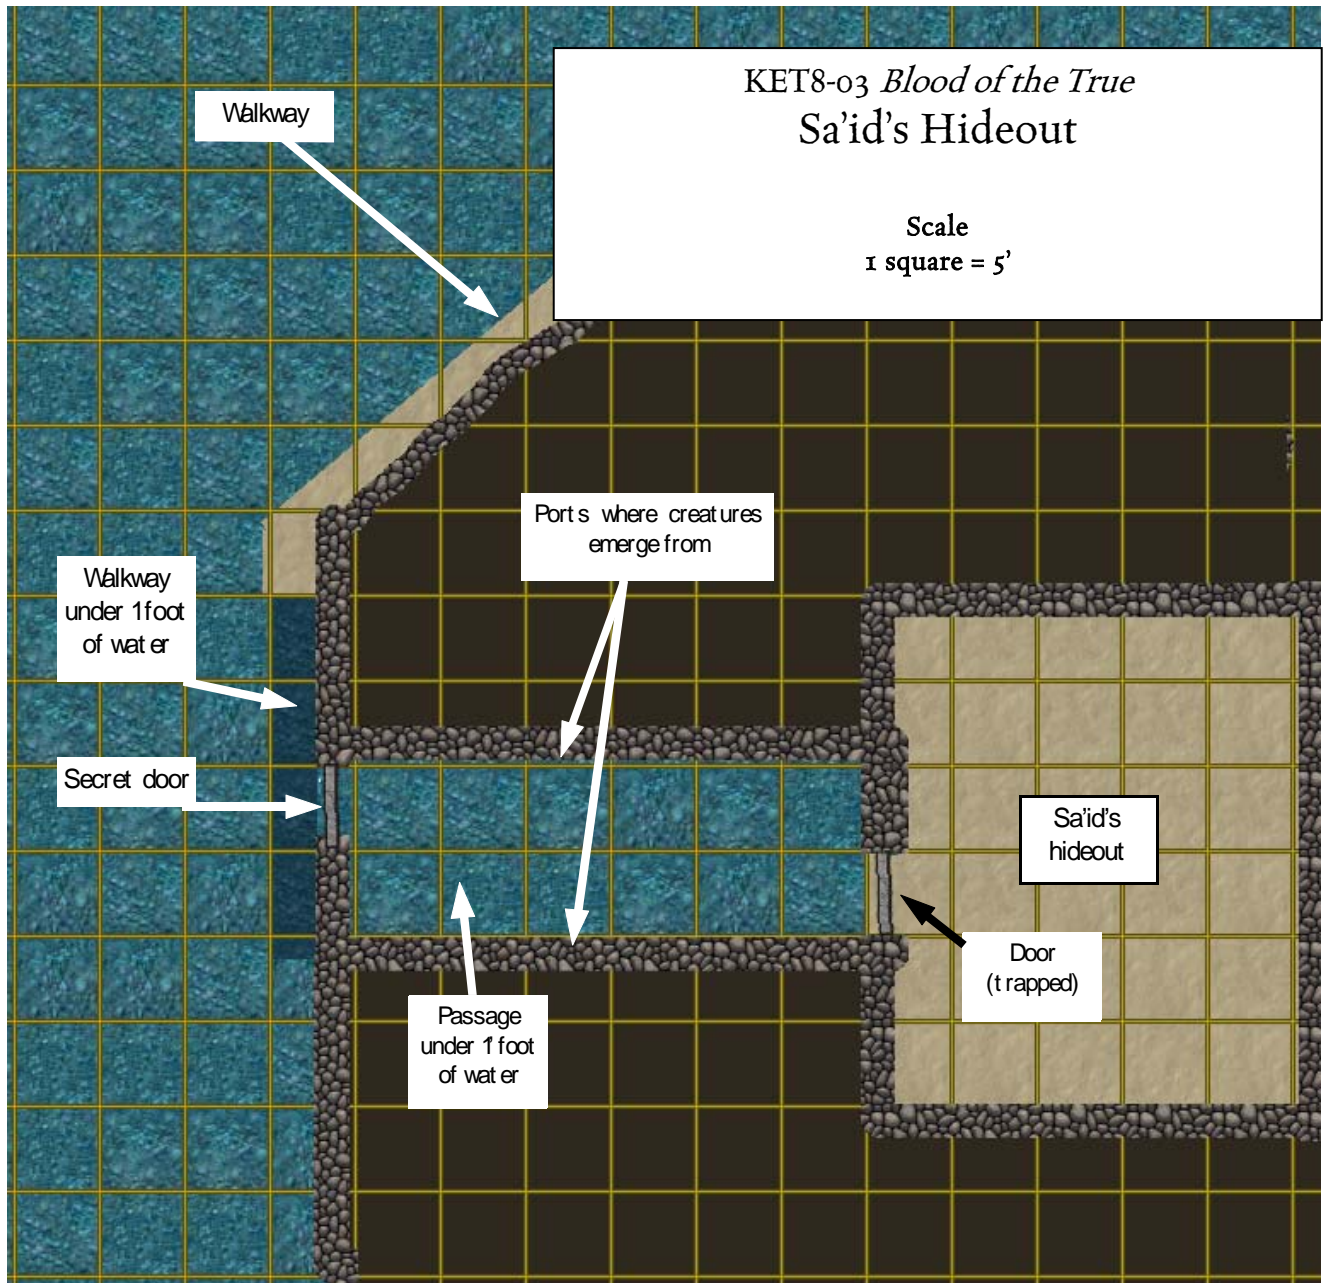 KET8-03 Blood of the True
Sa'id's Hideout
Scale
1 square = 5'
Walkway
Ports where creatures
emerge from
Walkway
under 1 foot
of water
Secret door
Sa'id's
hideout
Door
(trapped)
Passage
under 1' foot
of water